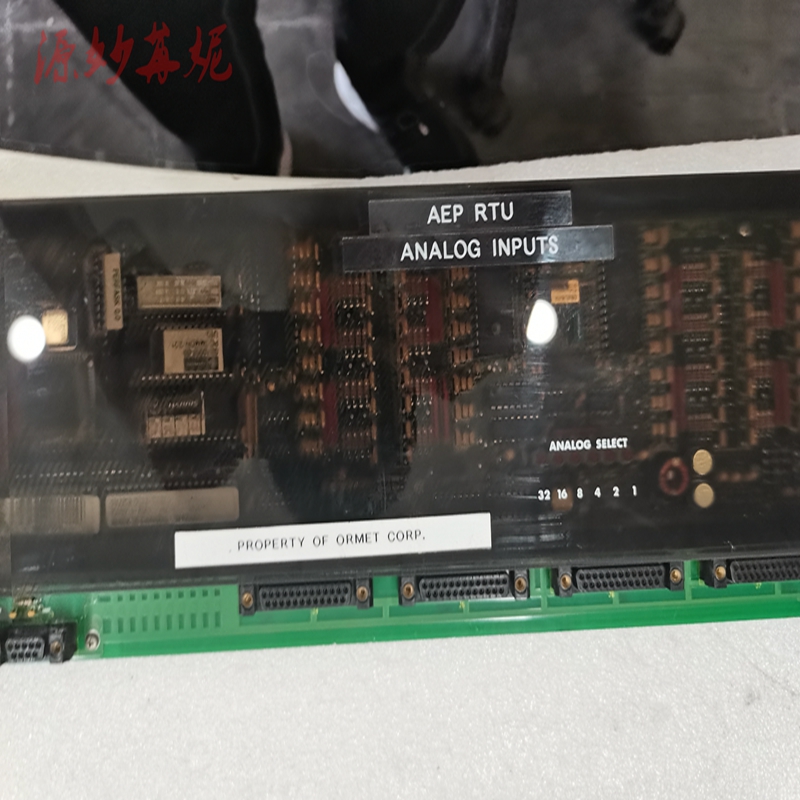 源妙苒妮
AEP RTU
ANALOG INPUTS
ANALOG SELECT
32 16 8 4 2 1
PROPERTY OF ORMET CORP.